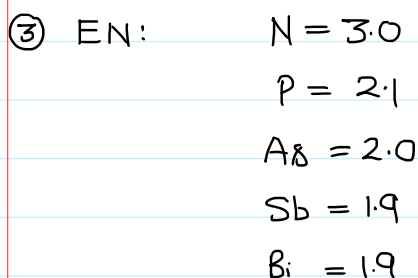 ③ EN: N = 3.0
P = 2.1
As = 2.0
Sb = 1.9
Bi = 1.9